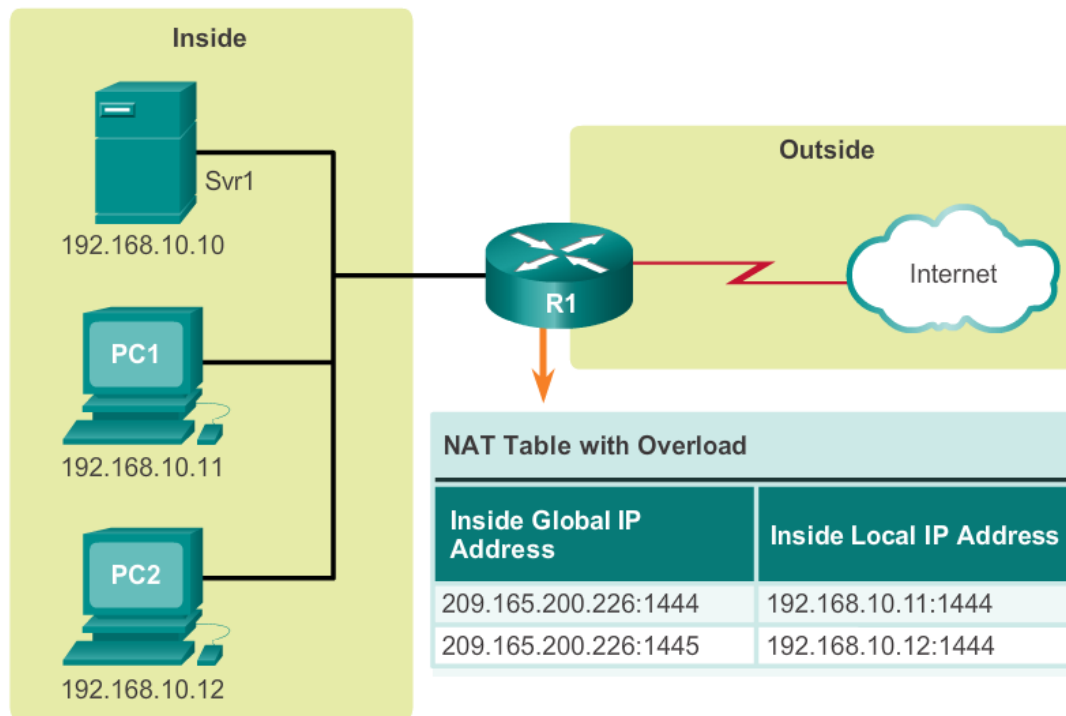 Inside
Svr1
192.168.10.10
PC1
192.168.10.11
PC2
192.168.10.12
Outside
R1
Internet
NAT Table with Overload
Inside Global IP
Address
Inside Local IP Address
209.165.200.226:1444
192.168.10.11:1444
209.165.200.226:1445
192.168.10.12:1444